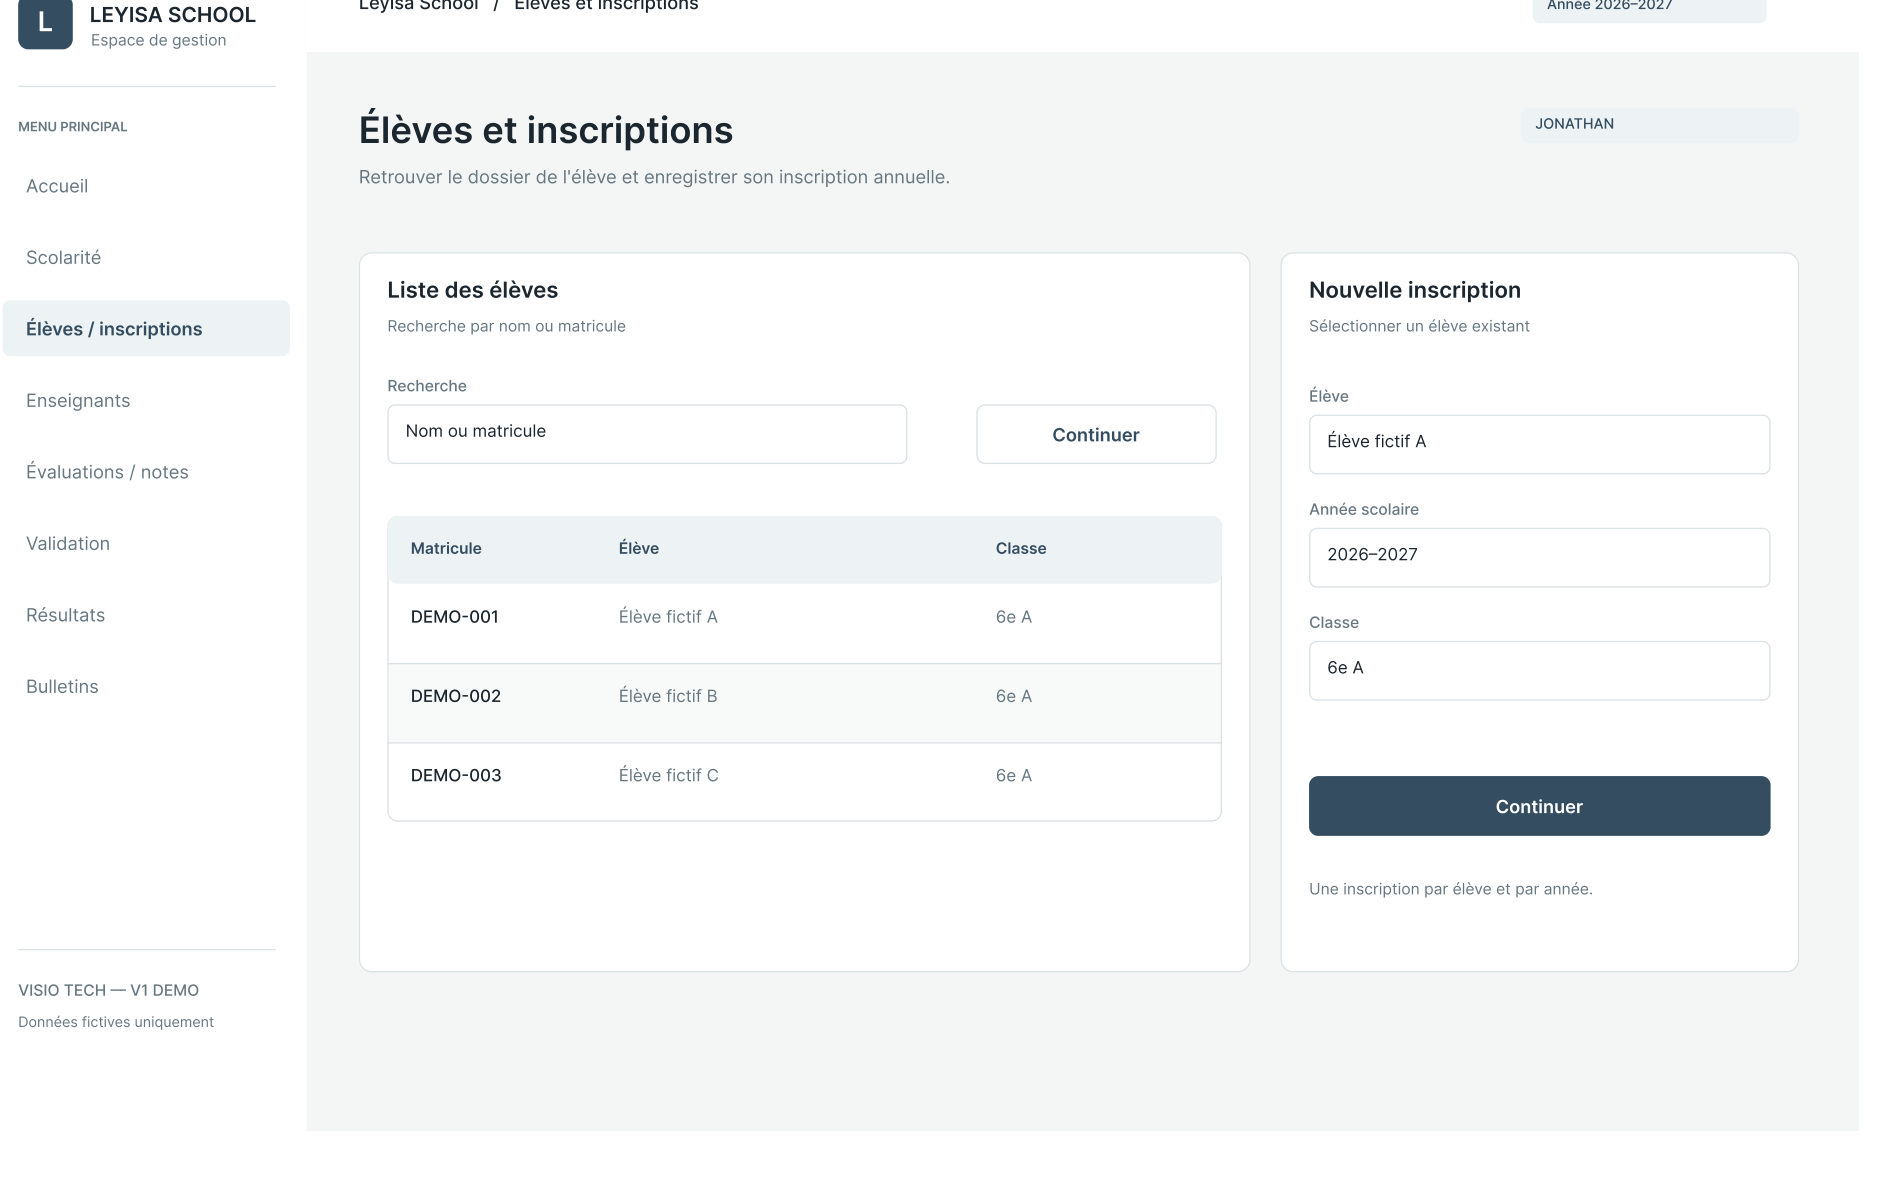 L
LEYISA SCHOOL
Espace de gestion
MENU PRINCIPAL
Accueil
Scolarité
Élèves / inscriptions
Enseignants
Évaluations / notes
Validation
Résultats
Bulletins
VISIO TECH — V1 DEMO
Données fictives uniquement
Leyisa School / Élèves et inscriptions
Année 2026–2027
Élèves et inscriptions
JONATHAN
Retrouver le dossier de l'élève et enregistrer son inscription annuelle.
Liste des élèves
Recherche par nom ou matricule
Recherche
Nom ou matricule
Continuer
Matricule Élève Classe
DEMO-001 Élève fictif A 6e A
DEMO-002 Élève fictif B 6e A
DEMO-003 Élève fictif C 6e A
Nouvelle inscription
Sélectionner un élève existant
Élève
Élève fictif A
Année scolaire
2026–2027
Classe
6e A
Continuer
Une inscription par élève et par année.